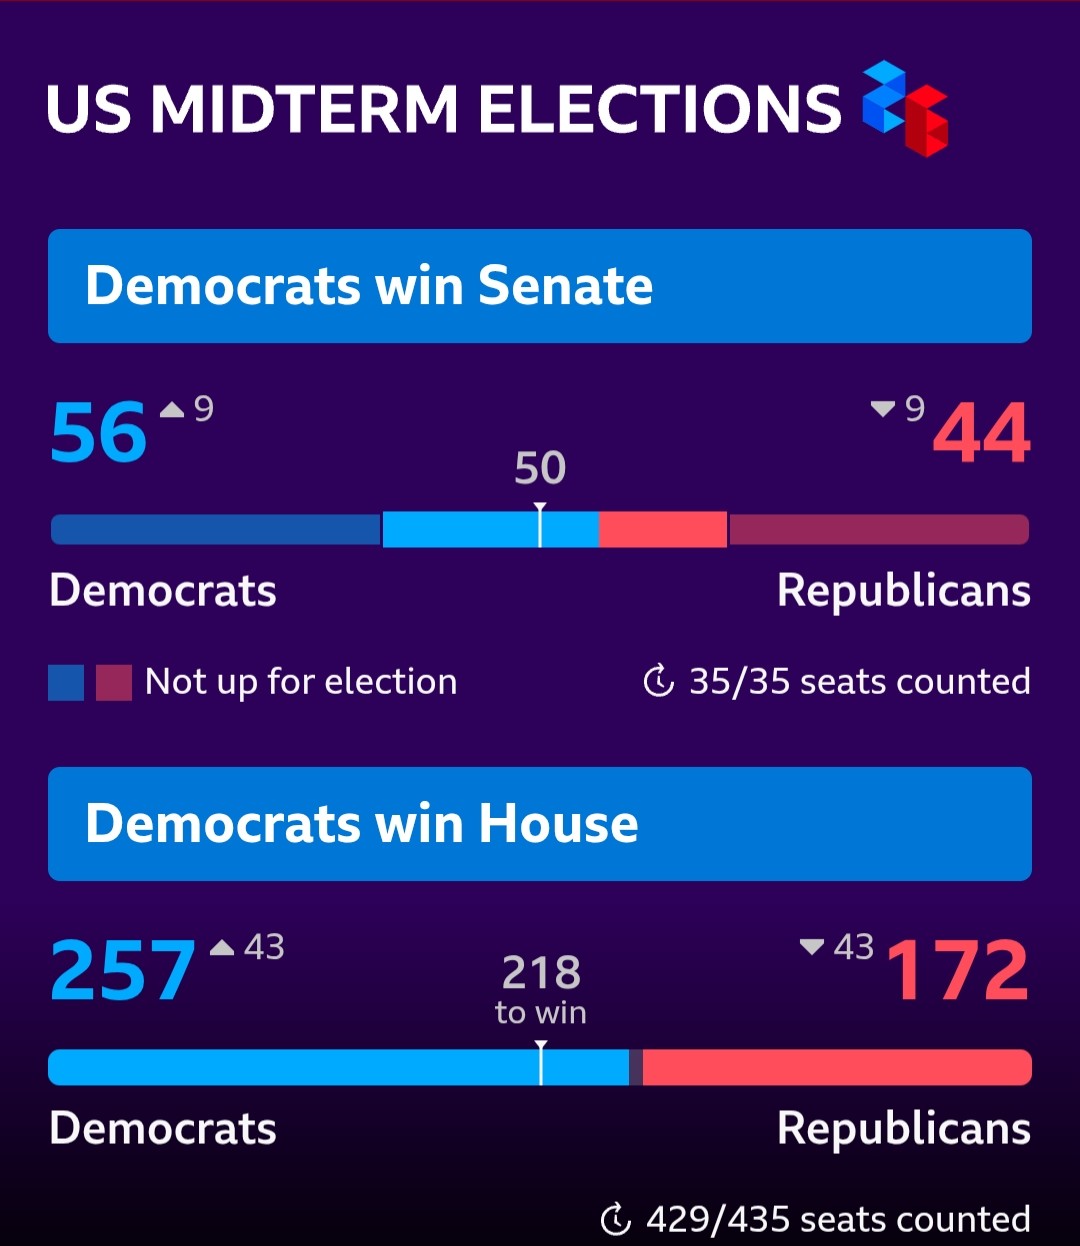 US MIDTERM ELECTIONS
Democrats win Senate
56 ▲ 9
▼ 9 44
50
Democrats
Republicans
Not up for election
35/35 seats counted
Democrats win House
257 ▲ 43
▼ 43 172
218
to win
Democrats
Republicans
429/435 seats counted